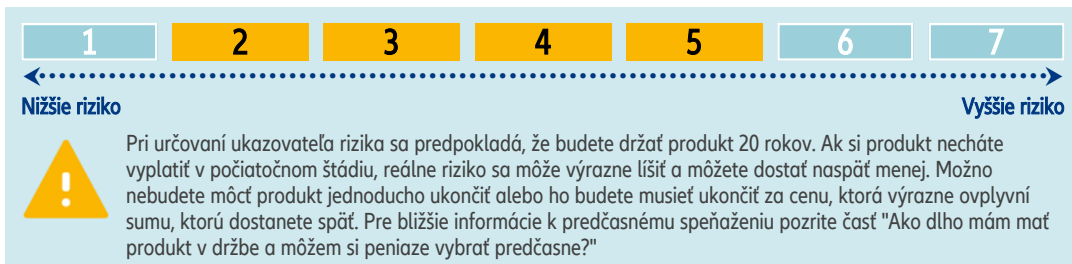 1 2 3 4 5 6 7
Nižšie riziko Vyššie riziko
Pri určovaní ukazovateľa rizika sa predpokladá, že budete držať produkt 20 rokov. Ak si produkt necháte
vyplatiť v počiatočnom štádiu, reálne riziko sa môže výrazne líšiť a môžete dostať naspäť menej. Možno
nebudete môcť produkt jednoducho ukončiť alebo ho budete musieť ukončiť za cenu, ktorá výrazne ovplyvní
sumu, ktorú dostanete späť. Pre bližšie informácie k predčasnému speňaženiu pozrite časť "Ako dlho mám mať
produkt v držbe a môžem si peniaze vybrať predčasne?"